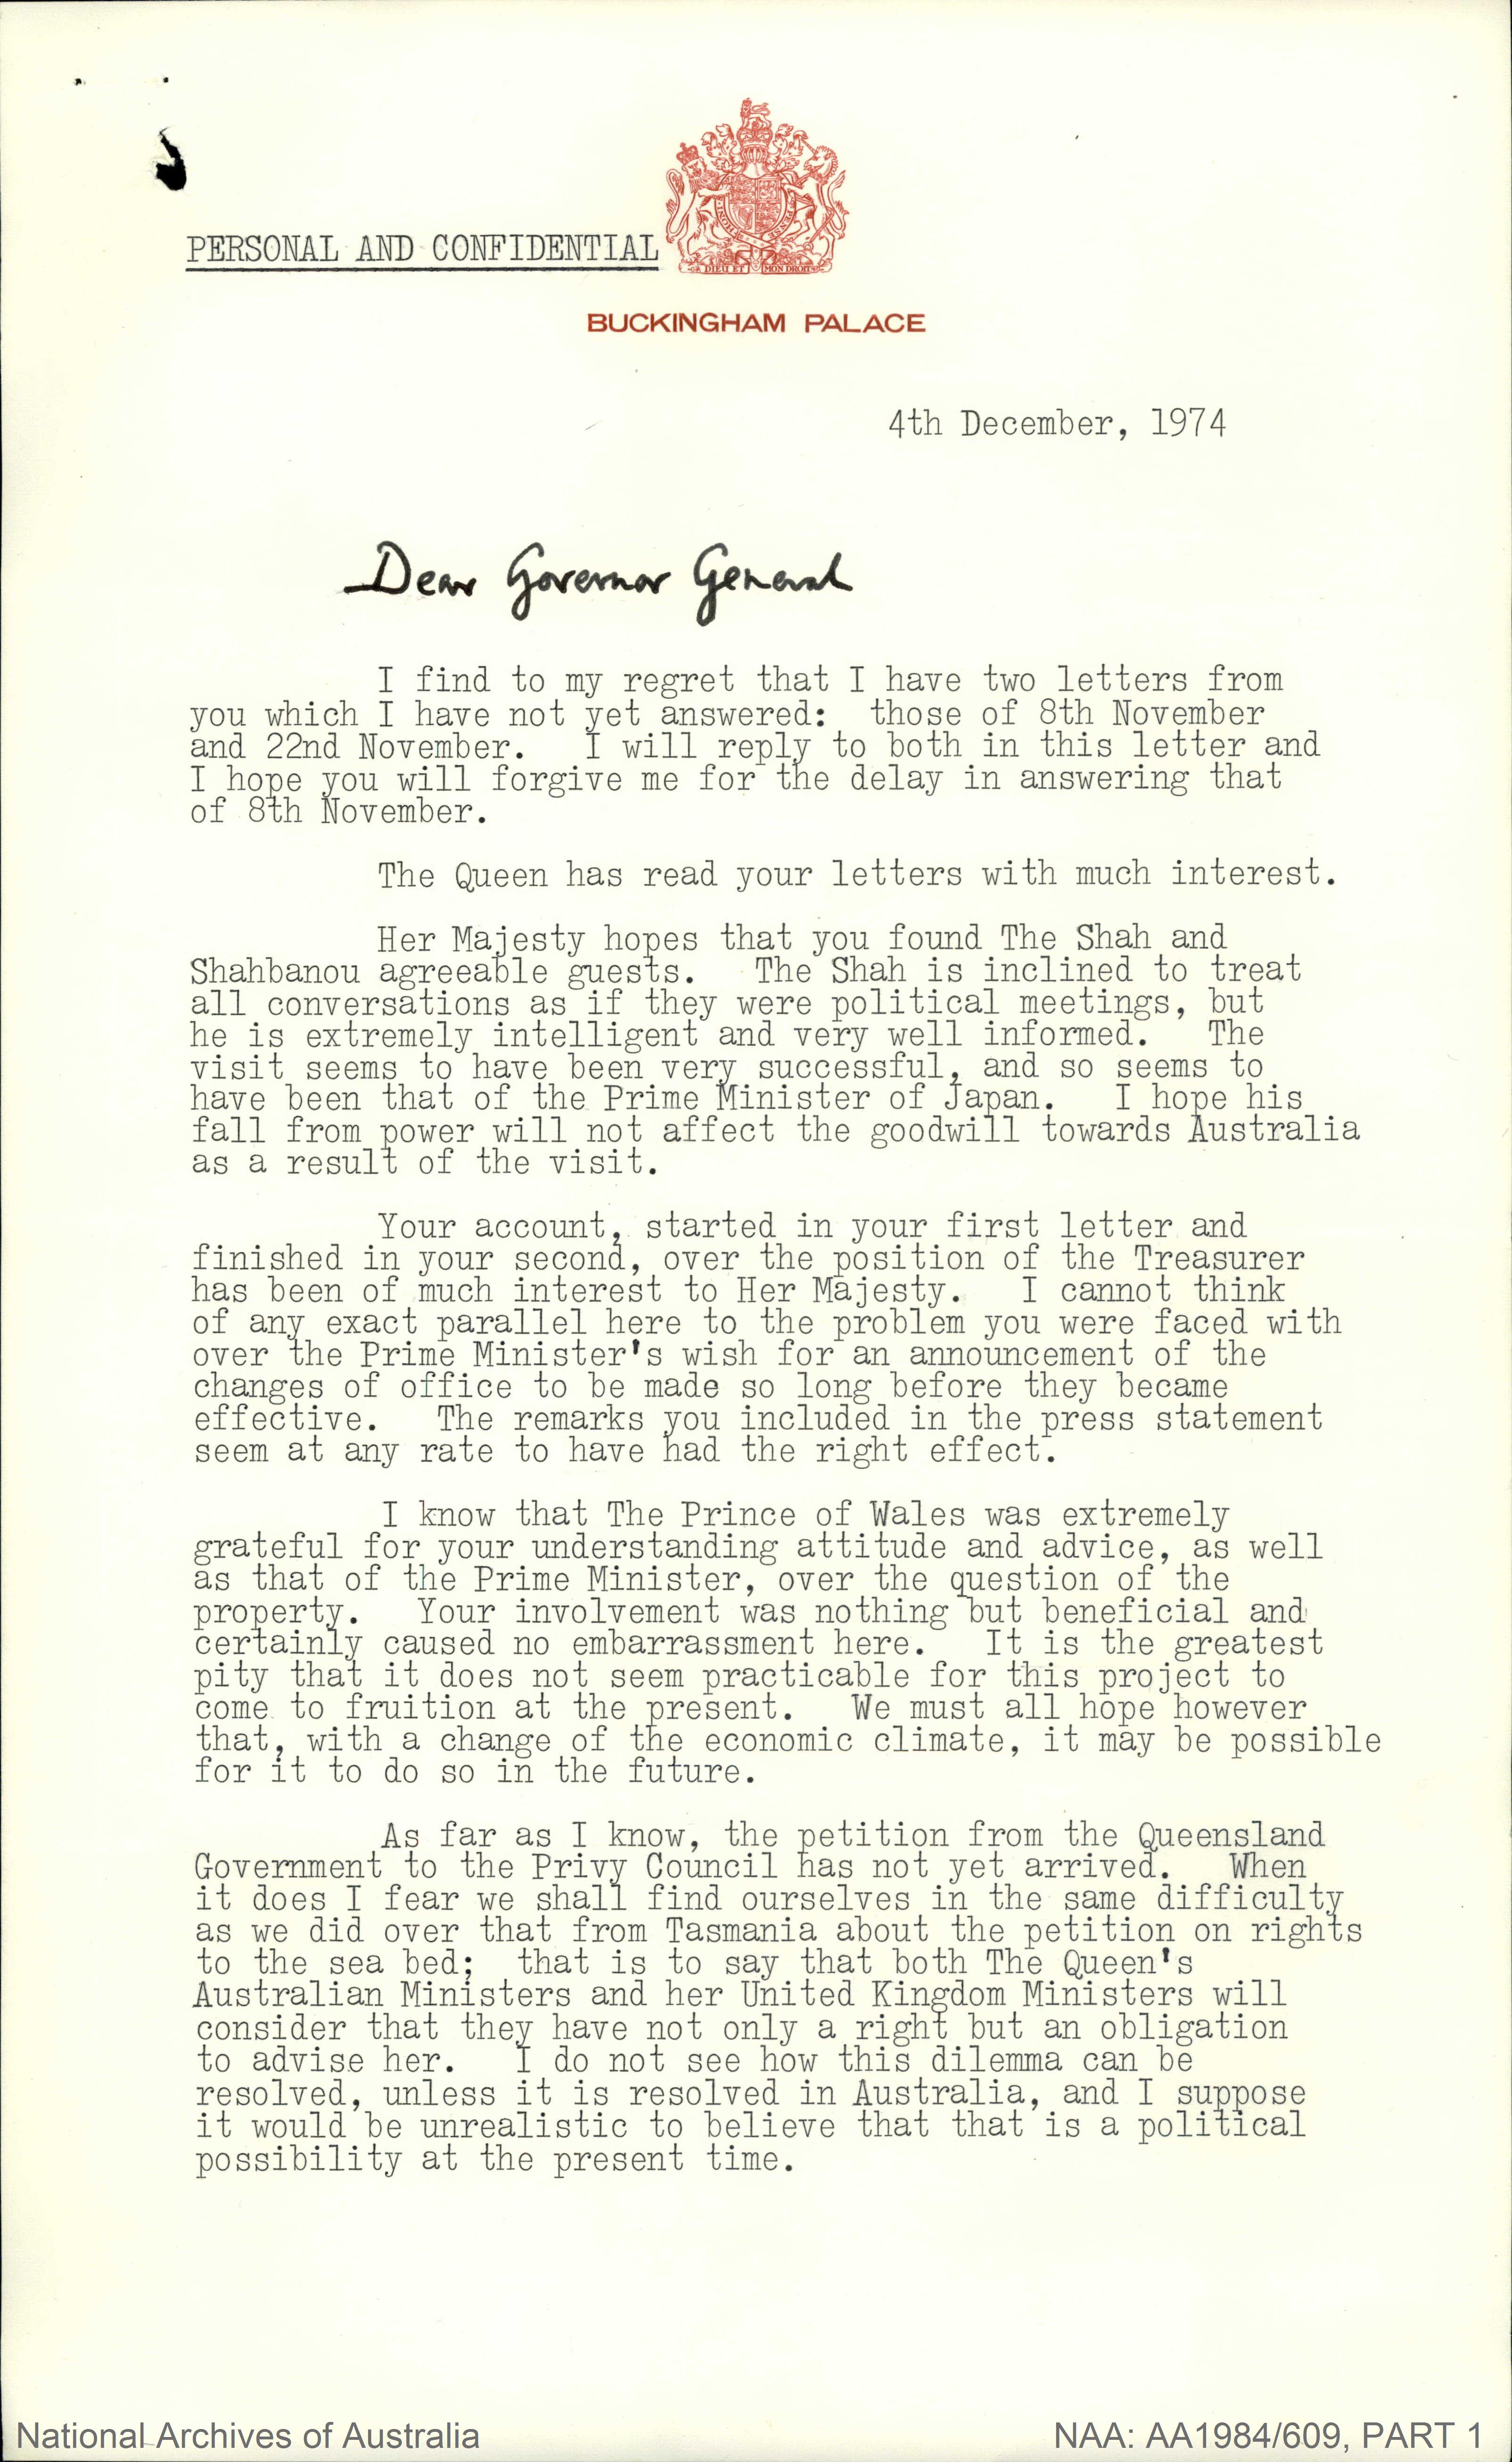 PERSONAL AND CONFIDENTIAL
DIEU ET MON DROIT
BUCKINGHAM PALACE
4th December, 1974
Dear Governor General
I find to my regret that I have two letters from
you which I have not yet answered: those of 8th November
and 22nd November. I will reply to both in this letter and
I hope you will forgive me for the delay in answering that
of 8th November.
The Queen has read your letters with much interest.
Her Majesty hopes that you found The Shah and
Shahbanou agreeable guests. The Shah is inclined to treat
all conversations as if they were political meetings, but
he is extremely intelligent and very well informed. The
visit seems to have been very successful, and so seems to
have been that of the Prime Minister of Japan. I hope his
fall from power will not affect the goodwill towards Australia
as a result of the visit.
Your account, started in your first letter and
finished in your second, over the position of the Treasurer
has been of much interest to Her Majesty. I cannot think
of any exact parallel here to the problem you were faced with
over the Prime Minister's wish for an announcement of the
changes of office to be made so long before they became
effective. The remarks you included in the press statement
seem at any rate to have had the right effect.
I know that The Prince of Wales was extremely
grateful for your understanding attitude and advice, as well
as that of the Prime Minister, over the question of the
property. Your involvement was nothing but beneficial and
certainly caused no embarrassment here. It is the greatest
pity that it does not seem practicable for this project to
come to fruition at the present. We must all hope however
that, with a change of the economic climate, it may be possible
for it to do so in the future.
As far as I know, the petition from the Queensland
Government to the Privy Council has not yet arrived. When
it does I fear we shall find ourselves in the same difficulty
as we did over that from Tasmania about the petition on rights
to the sea bed; that is to say that both The Queen's
Australian Ministers and her United Kingdom Ministers will
consider that they have not only a right but an obligation
to advise her. I do not see how this dilemma can be
resolved, unless it is resolved in Australia, and I suppose
it would be unrealistic to believe that that is a political
possibility at the present time.
National Archives of Australia
NAA: AA1984/609, PART 1